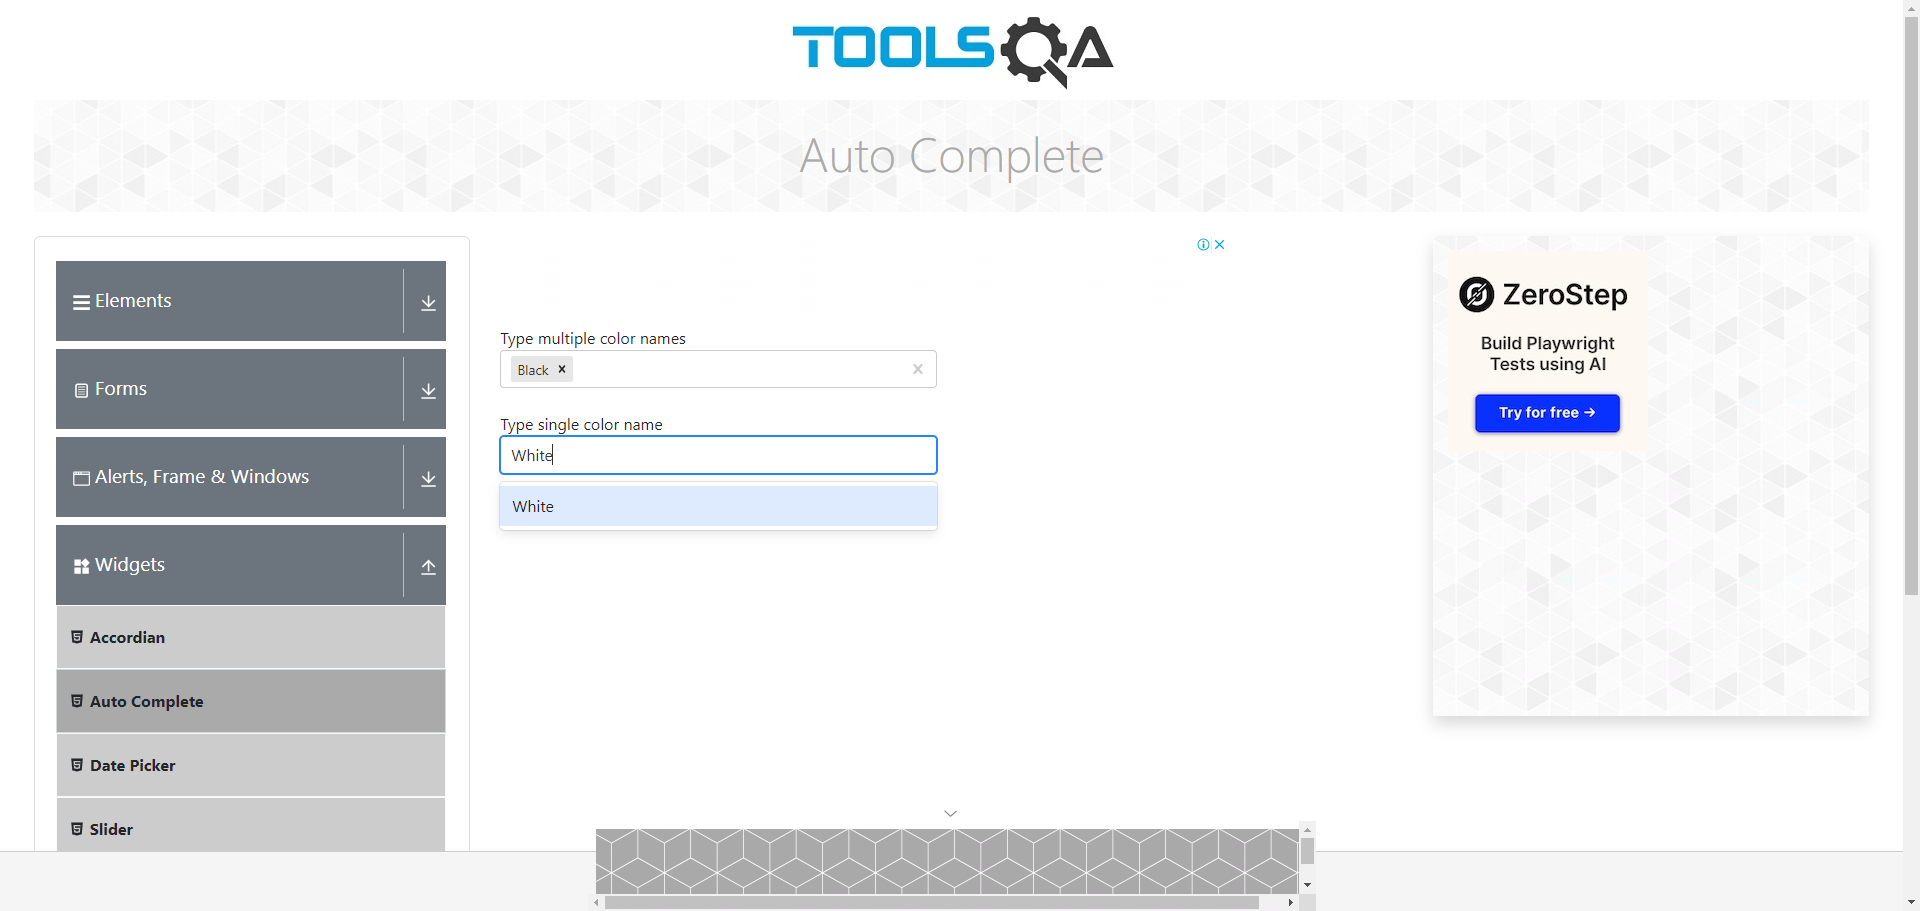 TOOLSQA
Auto Complete
Elements
Forms
Alerts, Frame & Windows
Widgets
Accordian
Auto Complete
Date Picker
Slider
Type multiple color names
Black
Type single color name
White
White
ZeroStep
Build Playwright
Tests using AI
Try for free →